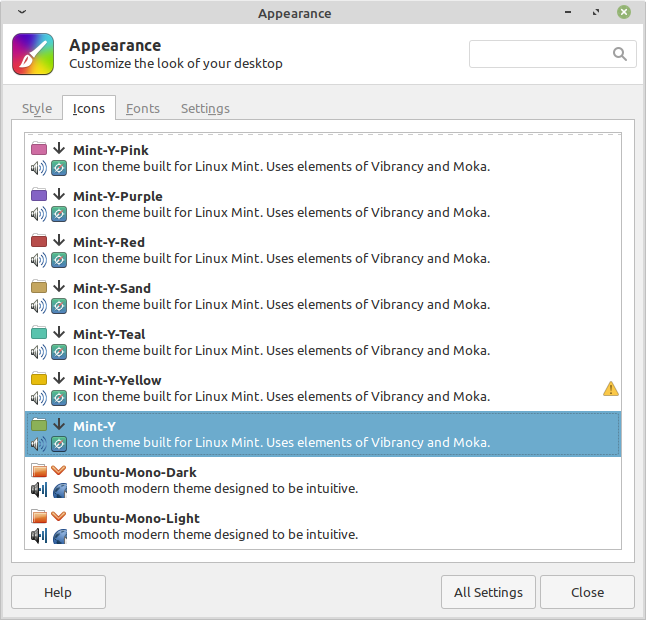 Appearance
Appearance
Customize the look of your desktop
Style Icons Fonts Settings
Mint-Y-Pink
Icon theme built for Linux Mint. Uses elements of Vibrancy and Moka.
Mint-Y-Purple
Icon theme built for Linux Mint. Uses elements of Vibrancy and Moka.
Mint-Y-Red
Icon theme built for Linux Mint. Uses elements of Vibrancy and Moka.
Mint-Y-Sand
Icon theme built for Linux Mint. Uses elements of Vibrancy and Moka.
Mint-Y-Teal
Icon theme built for Linux Mint. Uses elements of Vibrancy and Moka.
Mint-Y-Yellow
Icon theme built for Linux Mint. Uses elements of Vibrancy and Moka.
Mint-Y
Icon theme built for Linux Mint. Uses elements of Vibrancy and Moka.
Ubuntu-Mono-Dark
Smooth modern theme designed to be intuitive.
Ubuntu-Mono-Light
Smooth modern theme designed to be intuitive.
Help All Settings Close